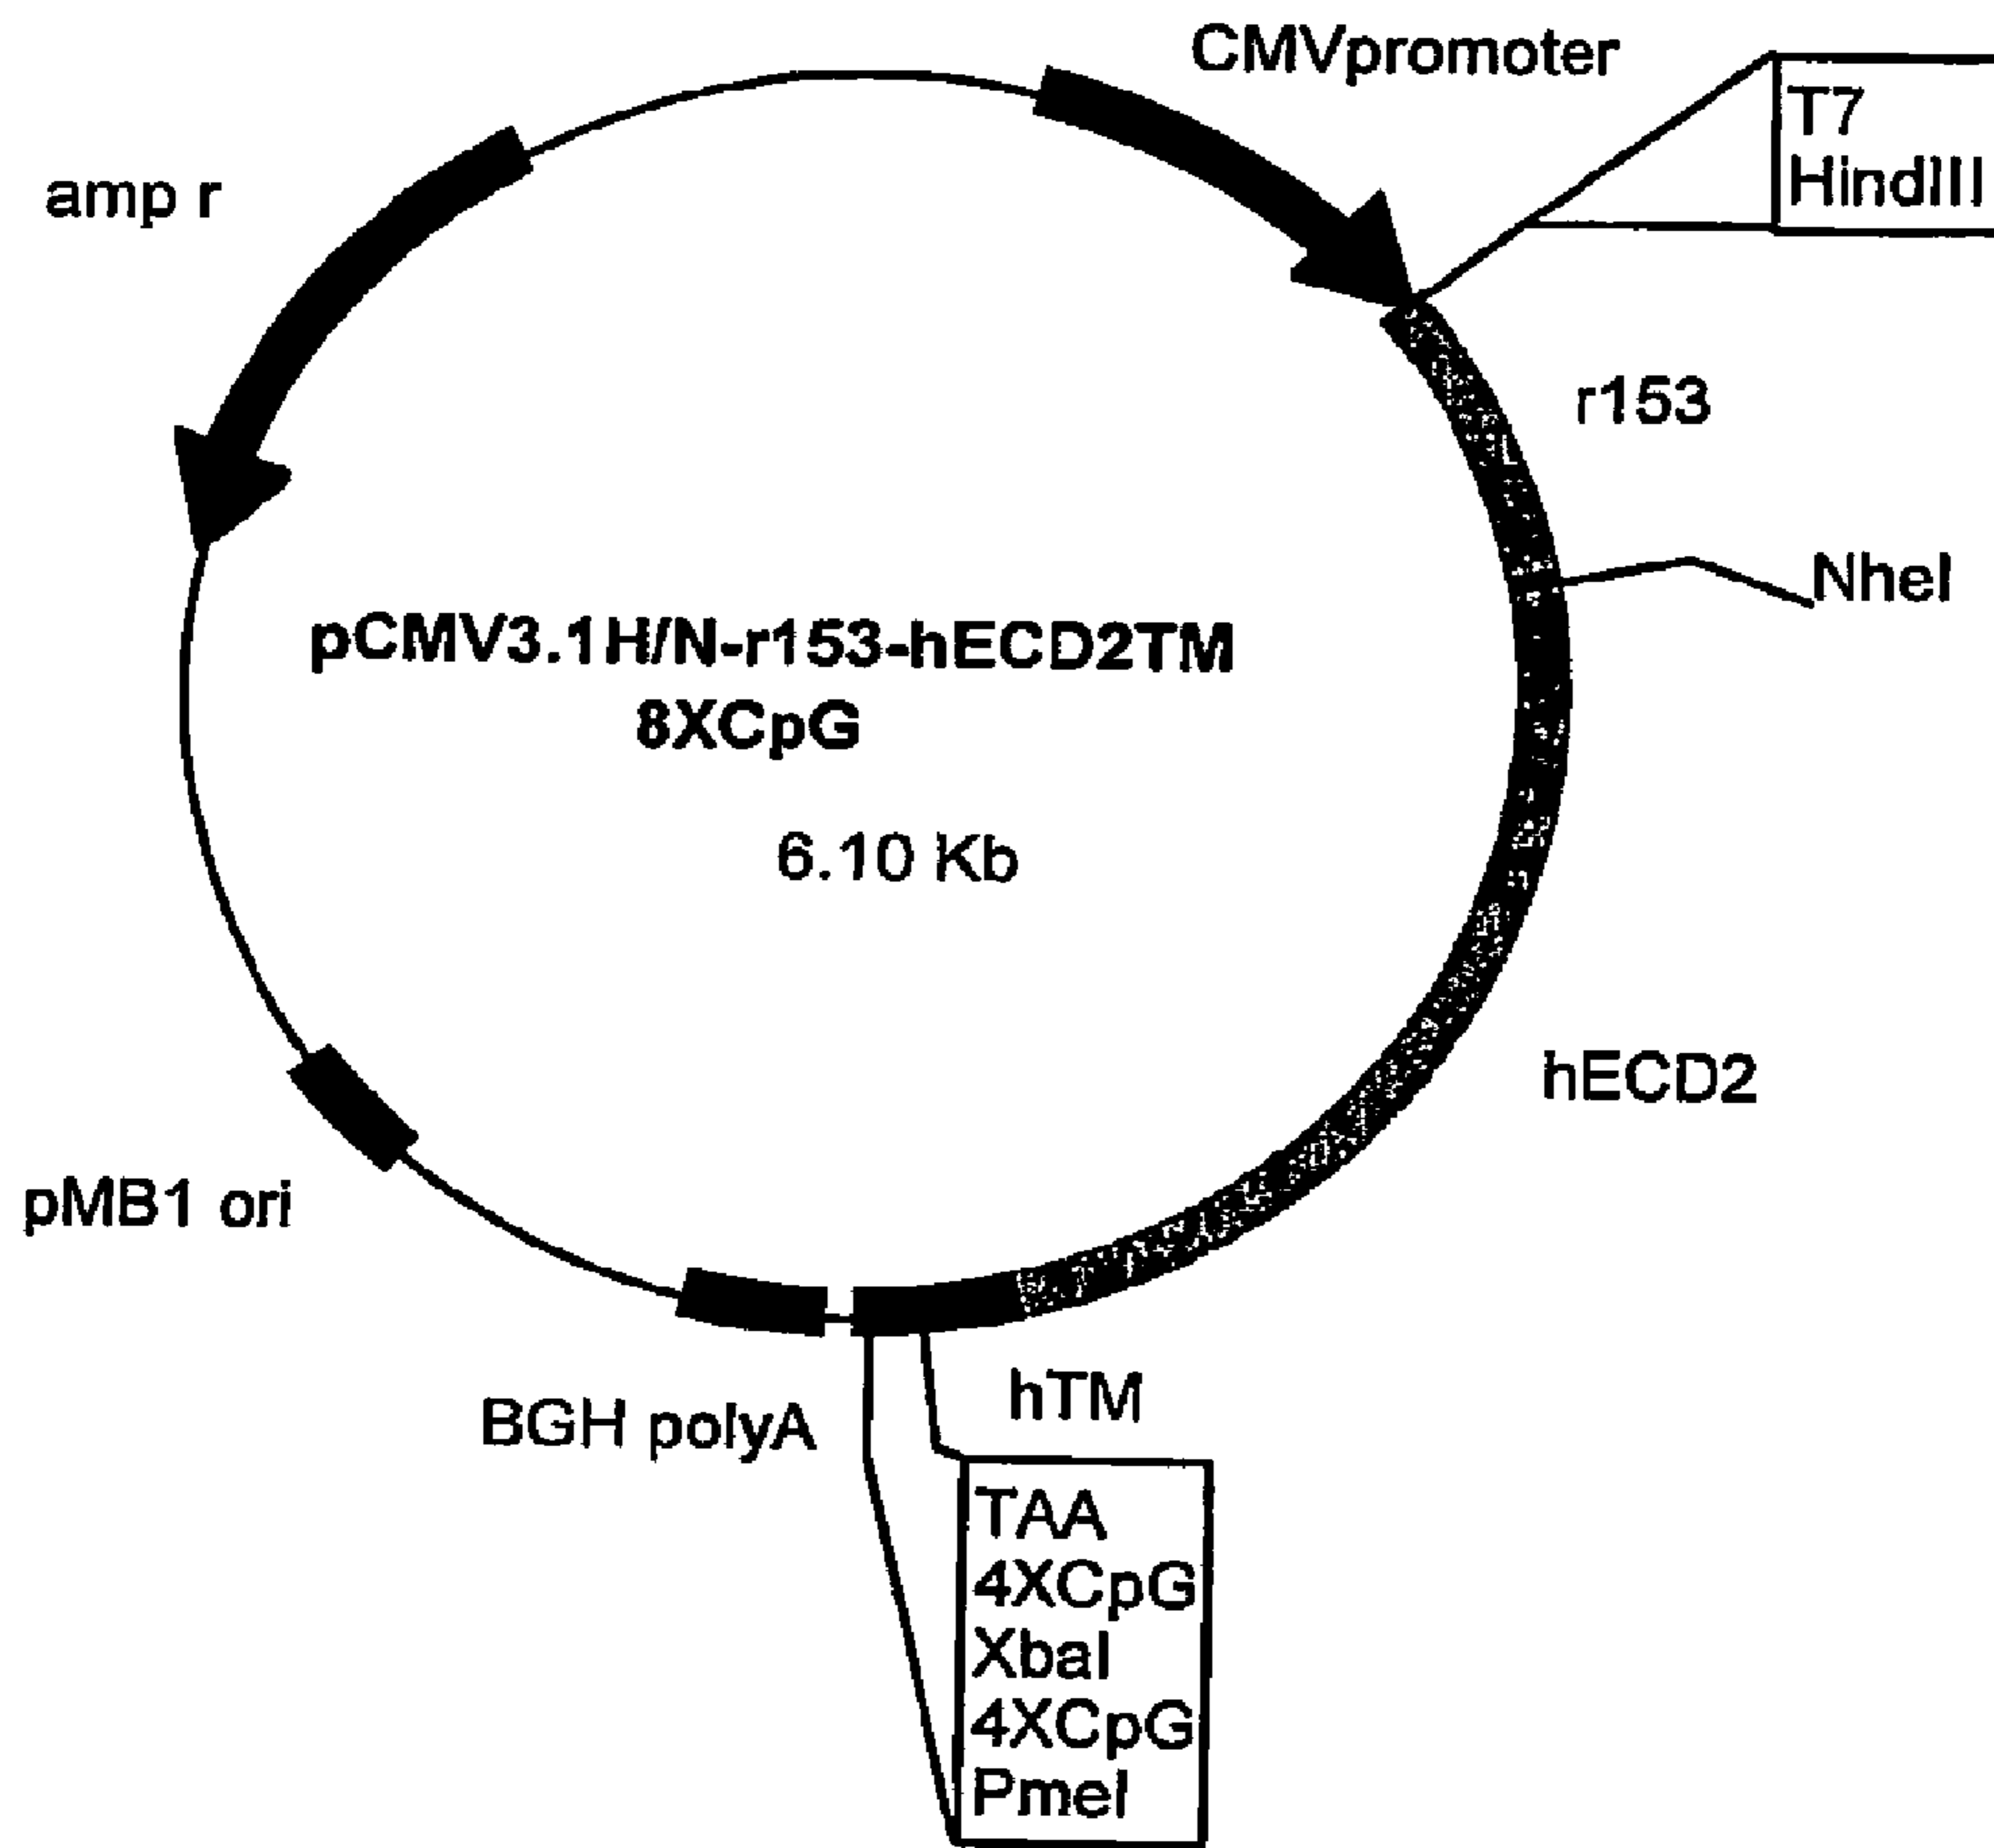 CMVpromoter
T7
HindIII
amp r
r153
NheI
pCMV3.1H/N-r153-hECD2TM
8XCpG
6.10 Kb
hECD2
pMB1 ori
hTM
BGH polyA
TAA
4XCpG
XbaI
4XCpG
PmeI